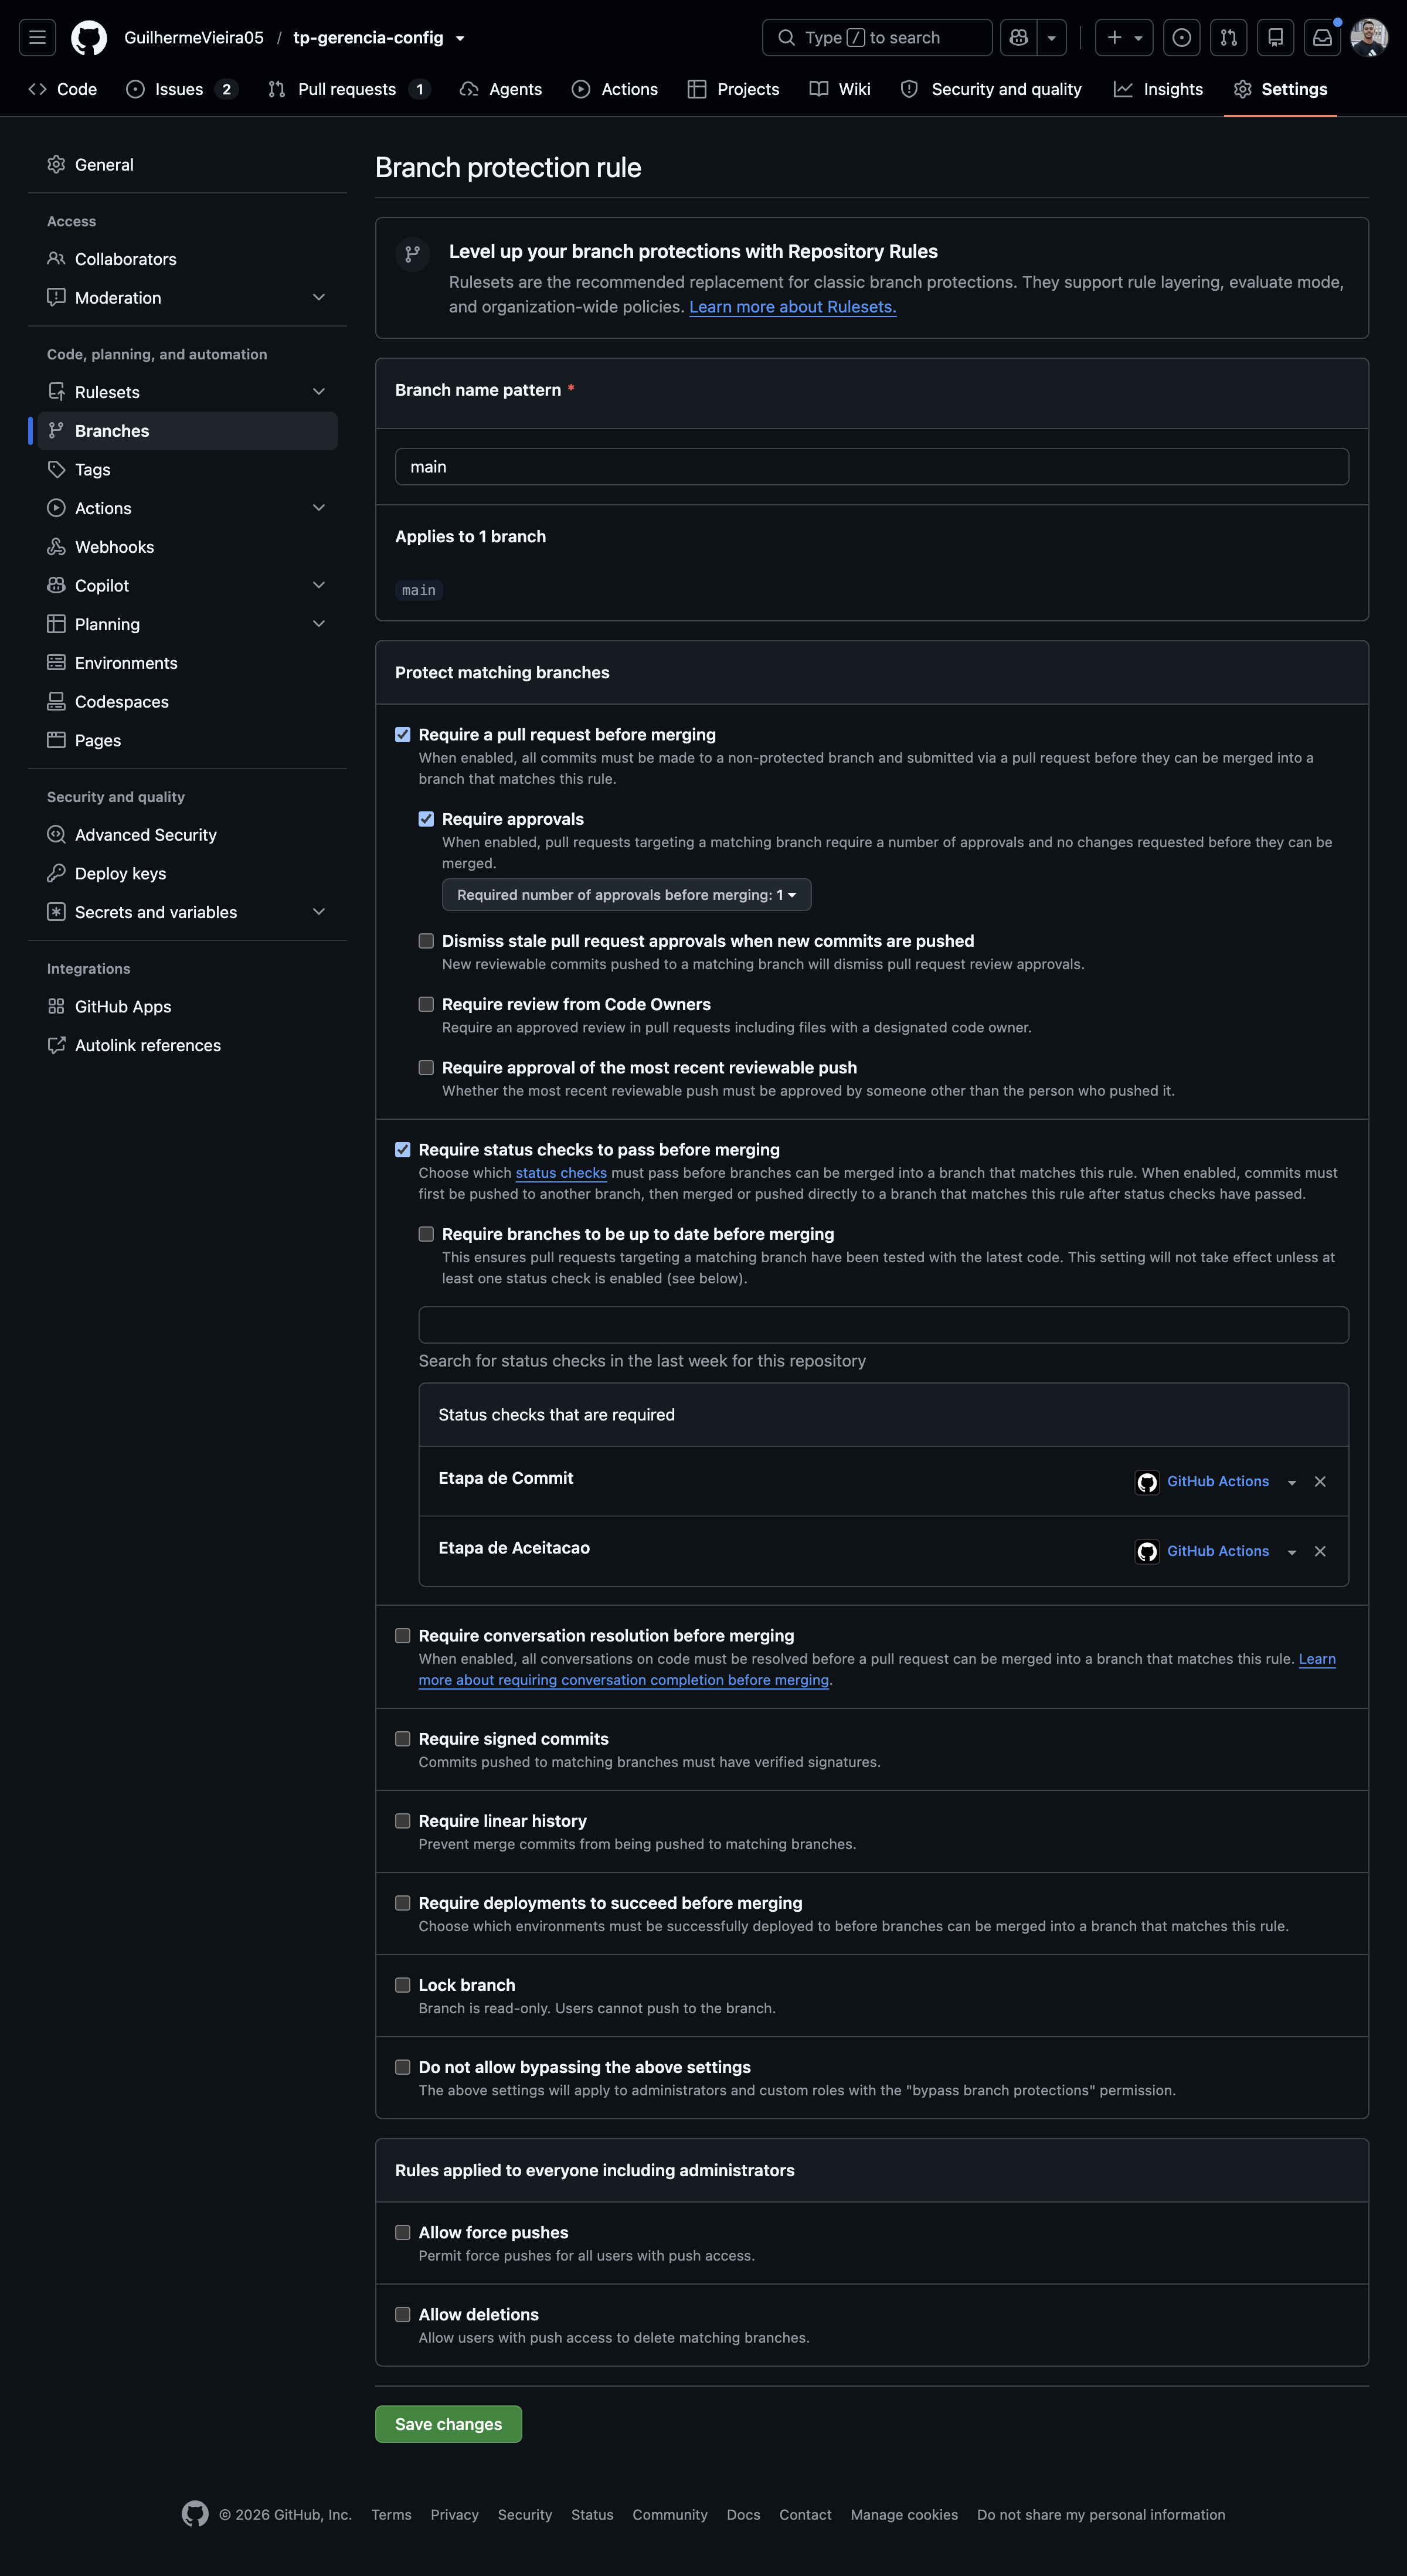 GuilhermeVieira05 / tp-gerencia-config
Type / to search
Code
Issues 2
Pull requests 1
Agents
Actions
Projects
Wiki
Security and quality
Insights
Settings
General
Access
Collaborators
Moderation
Code, planning, and automation
Rulesets
Branches
Tags
Actions
Webhooks
Copilot
Planning
Environments
Codespaces
Pages
Security and quality
Advanced Security
Deploy keys
Secrets and variables
Integrations
GitHub Apps
Autolink references
Branch protection rule
Level up your branch protections with Repository Rules
Rulesets are the recommended replacement for classic branch protections. They support rule layering, evaluate mode,
and organization-wide policies. Learn more about Rulesets.
Branch name pattern *
main
Applies to 1 branch
main
Protect matching branches
Require a pull request before merging
When enabled, all commits must be made to a non-protected branch and submitted via a pull request before they can be merged into a
branch that matches this rule.
Require approvals
When enabled, pull requests targeting a matching branch require a number of approvals and no changes requested before they can be
merged.
Required number of approvals before merging: 1
Dismiss stale pull request approvals when new commits are pushed
New reviewable commits pushed to a matching branch will dismiss pull request review approvals.
Require review from Code Owners
Require an approved review in pull requests including files with a designated code owner.
Require approval of the most recent reviewable push
Whether the most recent reviewable push must be approved by someone other than the person who pushed it.
Require status checks to pass before merging
Choose which status checks must pass before branches can be merged into a branch that matches this rule. When enabled, commits must
first be pushed to another branch, then merged or pushed directly to a branch that matches this rule after status checks have passed.
Require branches to be up to date before merging
This ensures pull requests targeting a matching branch have been tested with the latest code. This setting will not take effect unless at
least one status check is enabled (see below).
Search for status checks in the last week for this repository
Status checks that are required
Etapa de Commit
GitHub Actions
Etapa de Aceitacao
GitHub Actions
Require conversation resolution before merging
When enabled, all conversations on code must be resolved before a pull request can be merged into a branch that matches this rule. Learn
more about requiring conversation completion before merging.
Require signed commits
Commits pushed to matching branches must have verified signatures.
Require linear history
Prevent merge commits from being pushed to matching branches.
Require deployments to succeed before merging
Choose which environments must be successfully deployed to before branches can be merged into a branch that matches this rule.
Lock branch
Branch is read-only. Users cannot push to the branch.
Do not allow bypassing the above settings
The above settings will apply to administrators and custom roles with the "bypass branch protections" permission.
Rules applied to everyone including administrators
Allow force pushes
Permit force pushes for all users with push access.
Allow deletions
Allow users with push access to delete matching branches.
Save changes
© 2026 GitHub, Inc. Terms Privacy Security Status Community Docs Contact Manage cookies Do not share my personal information